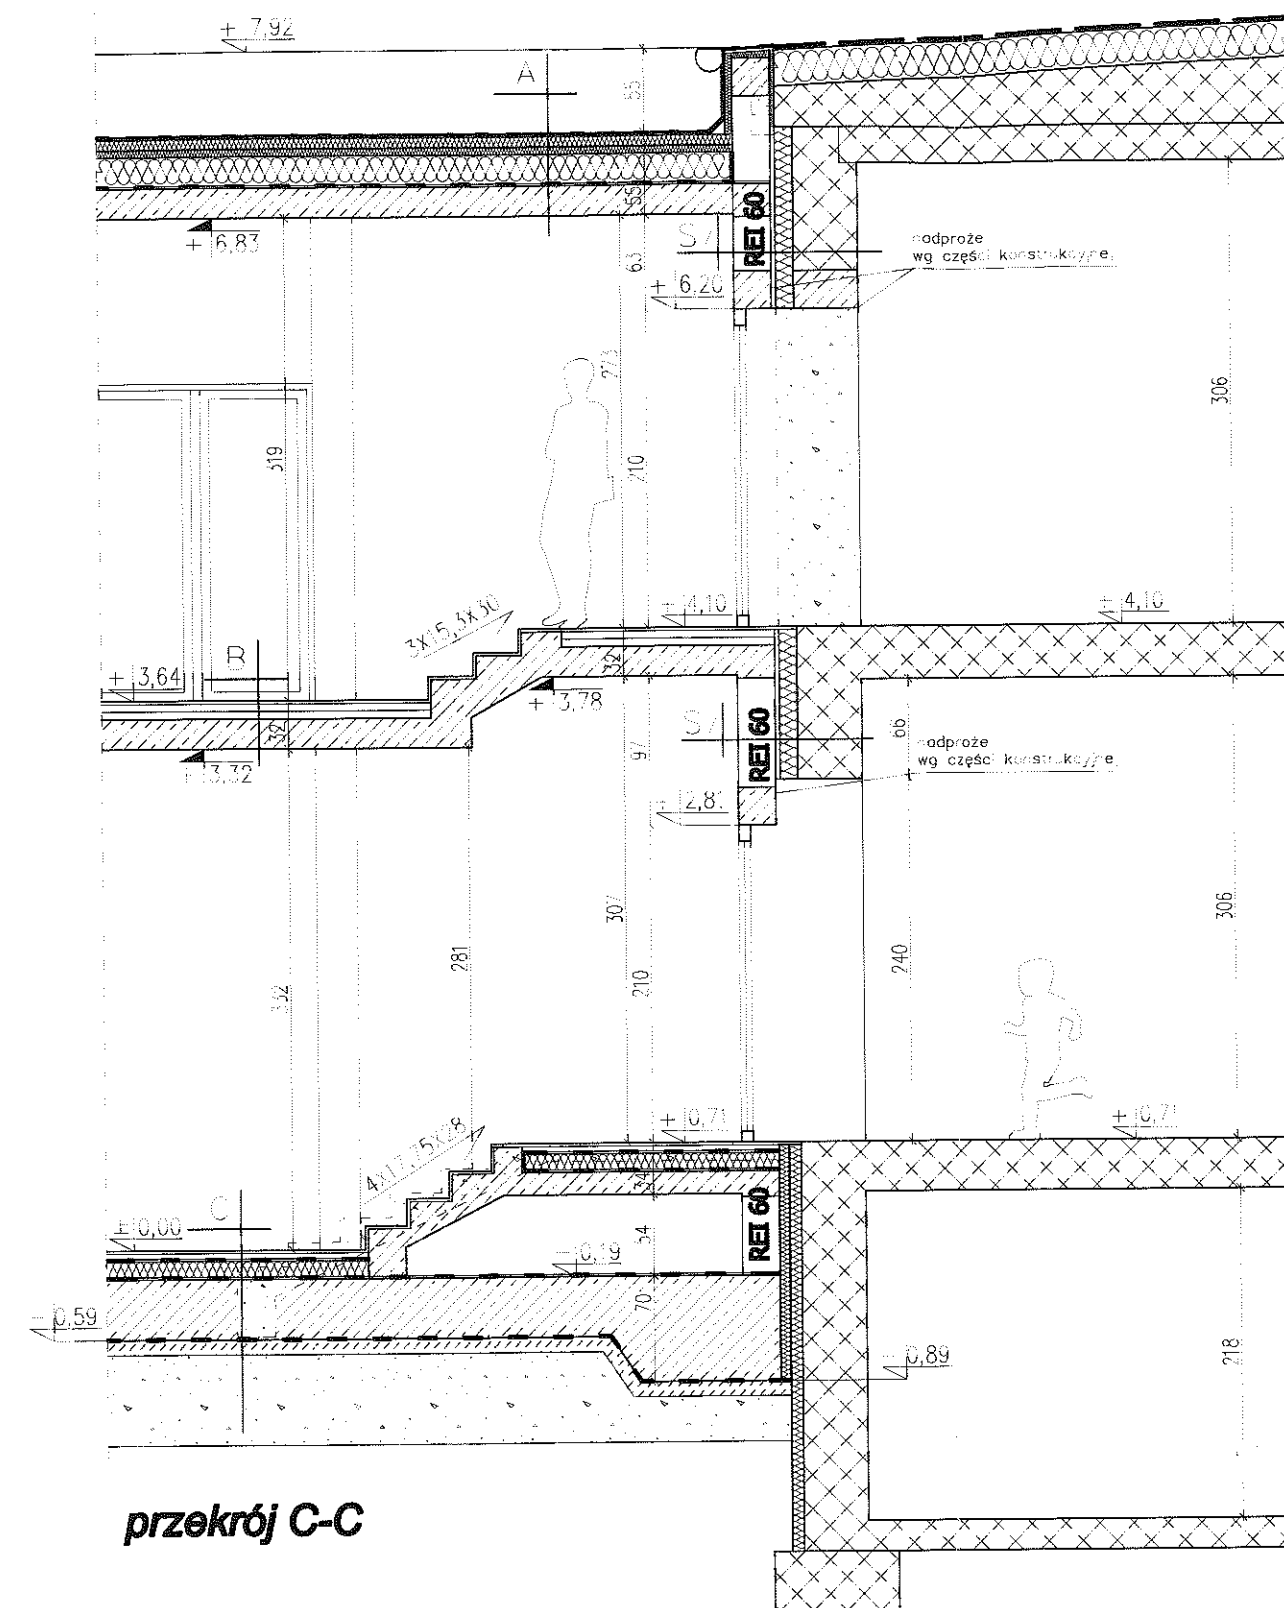 + 7,92
A
55
55
+ 6,83
REI 60
63
+ 6,20
nadproże
wg części konstrukcyjnej
273
306
319
210
3X15,3X30
+ 4,10
+ 4,10
B
+ 3,64
32
32
+ 3,78
+ 3,32
97
REI 60
66
nadproże
wg części konstrukcyjnej
+ 2,81
307
306
281
240
332
210
+ 0,71
+ 0,71
4X17,75X28
C
± 0,00
34
REI 60
54
- 0,19
70
- 0,59
- 0,89
218
przekrój C-C